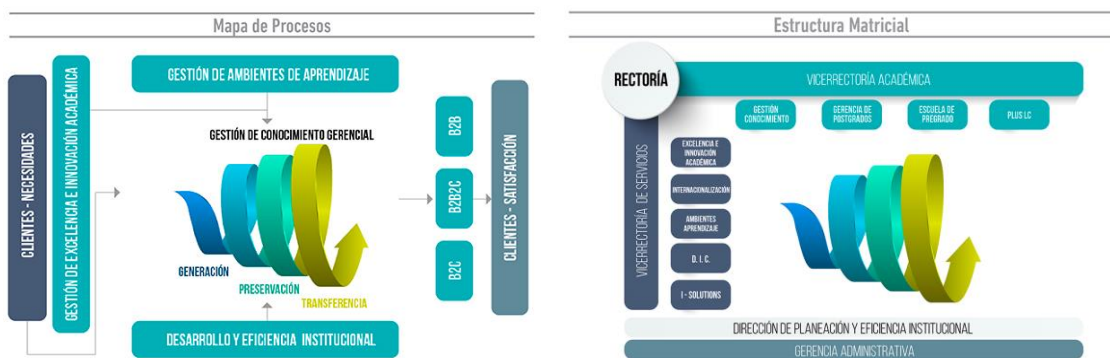 Mapa de Procesos
CLIENTES - NECESIDADES
GESTIÓN DE EXCELENCIA E INNOVACIÓN ACADÉMICA
GESTIÓN DE AMBIENTES DE APRENDIZAJE
GESTIÓN DE CONOCIMIENTO GERENCIAL
GENERACIÓN
PRESERVACIÓN
TRANSFERENCIA
DESARROLLO Y EFICIENCIA INSTITUCIONAL
B2B
B2B2C
B2C
CLIENTES - SATISFACCIÓN
Estructura Matricial
RECTORÍA
VICERRECTORÍA ACADÉMICA
GESTIÓN
CONOCIMIENTO
GERENCIA DE
POSTGRADOS
ESCUELA DE
PREGRADO
PLUS LC
VICERRECTORÍA DE SERVICIOS
EXCELENCIA E
INNOVACIÓN
ACADÉMICA
INTERNACIONALIZACIÓN
AMBIENTES
APRENDIZAJE
D. I. C.
I - SOLUTIONS
DIRECCIÓN DE PLANEACIÓN Y EFICIENCIA INSTITUCIONAL
GERENCIA ADMINISTRATIVA